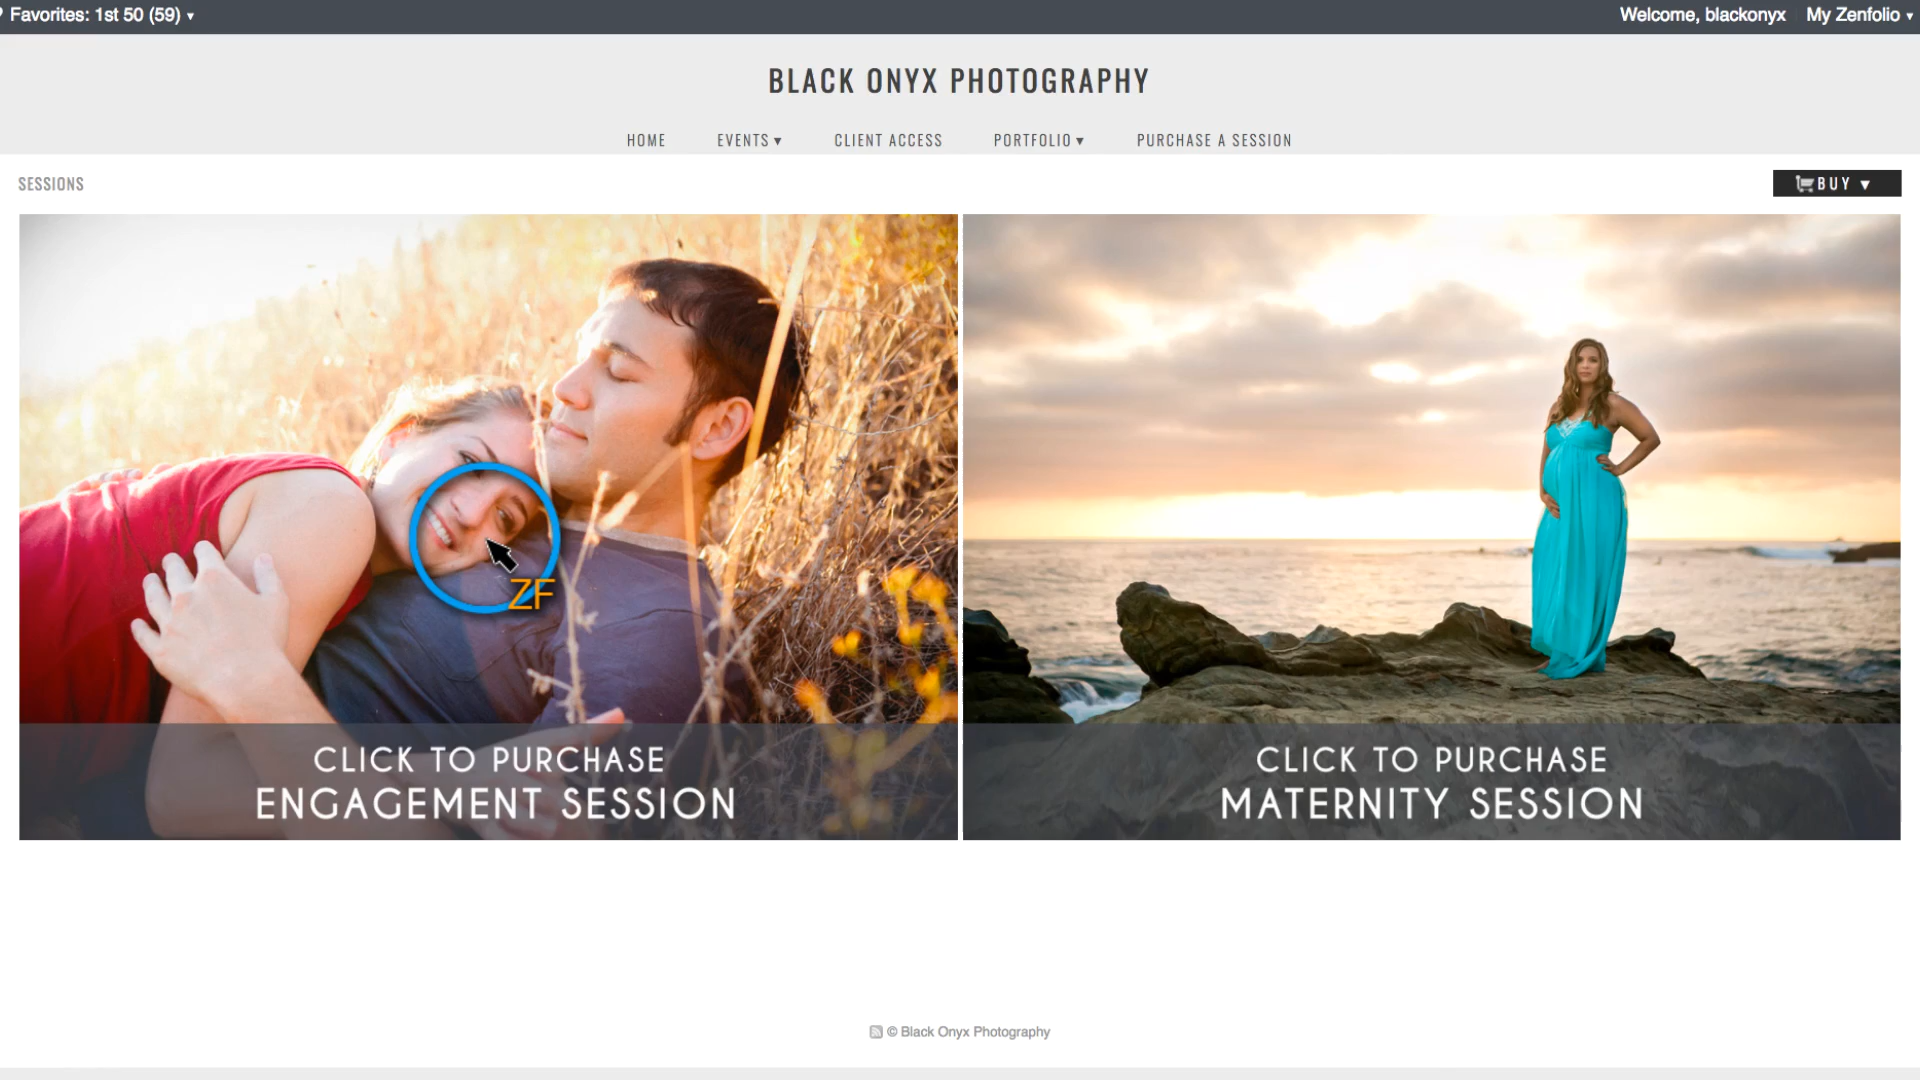 Favorites: 1st 50 (59) ▾
Welcome, blackonyx
My Zenfolio ▾
BLACK ONYX PHOTOGRAPHY
HOME
EVENTS ▾
CLIENT ACCESS
PORTFOLIO ▾
PURCHASE A SESSION
SESSIONS
BUY ▾
ZF
CLICK TO PURCHASE
ENGAGEMENT SESSION
CLICK TO PURCHASE
MATERNITY SESSION
© Black Onyx Photography